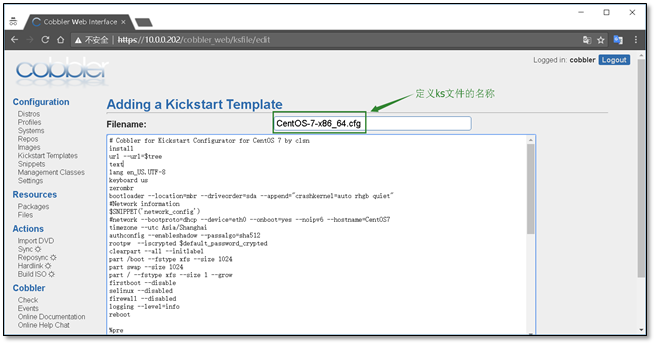 Cobbler Web Interface
不安全 | https://10.0.0.202/cobbler_web/ksfile/edit
Logged in: cobbler Logout
cobbler
Configuration
Distros
Profiles
Systems
Repos
Images
Kickstart Templates
Snippets
Management Classes
Settings
Resources
Packages
Files
Actions
Import DVD
Sync
Reposync
Hardlink
Build ISO
Cobbler
Check
Events
Online Documentation
Online Help Chat
Adding a Kickstart Template
定义ks文件的名称
Filename: CentOS-7-x86_64.cfg
# Cobbler for Kickstart Configurator for CentOS 7 by clsn
install
url --url=$tree
text
lang en_US.UTF-8
keyboard us
zerombr
bootloader --location=mbr --driveorder=sda --append="crashkernel=auto rhgb quiet"
#Network information
$SNIPPET('network_config')
#network --bootproto=dhcp --device=eth0 --onboot=yes --noipv6 --hostname=CentOS7
timezone --utc Asia/Shanghai
authconfig --enableshadow --passalgo=sha512
rootpw --iscrypted $default_password_crypted
clearpart --all --initlabel
part /boot --fstype xfs --size 1024
part swap --size 1024
part / --fstype xfs --size 1 --grow
firstboot --disable
selinux --disabled
firewall --disabled
logging --level=info
reboot
%pre